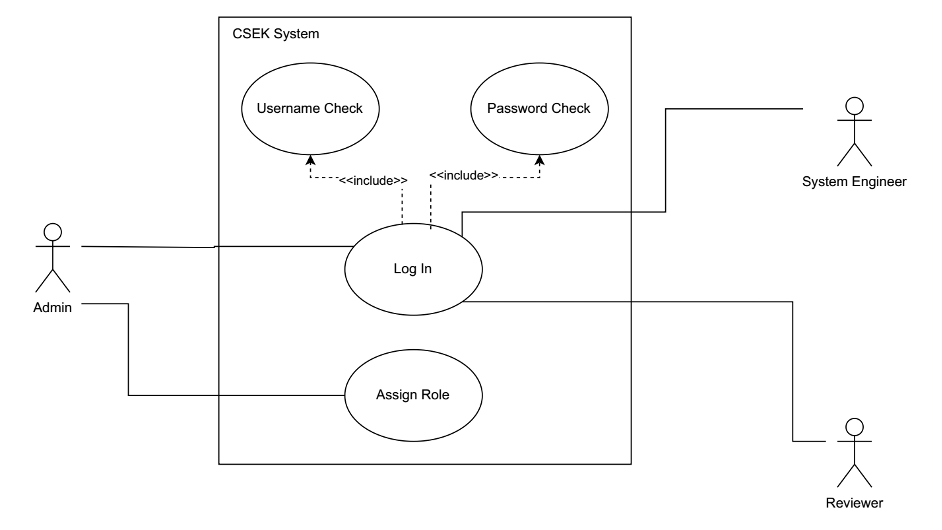 CSEK System
Username Check
Password Check
<<include>>
<<include>>
System Engineer
Admin
Log In
Assign Role
Reviewer